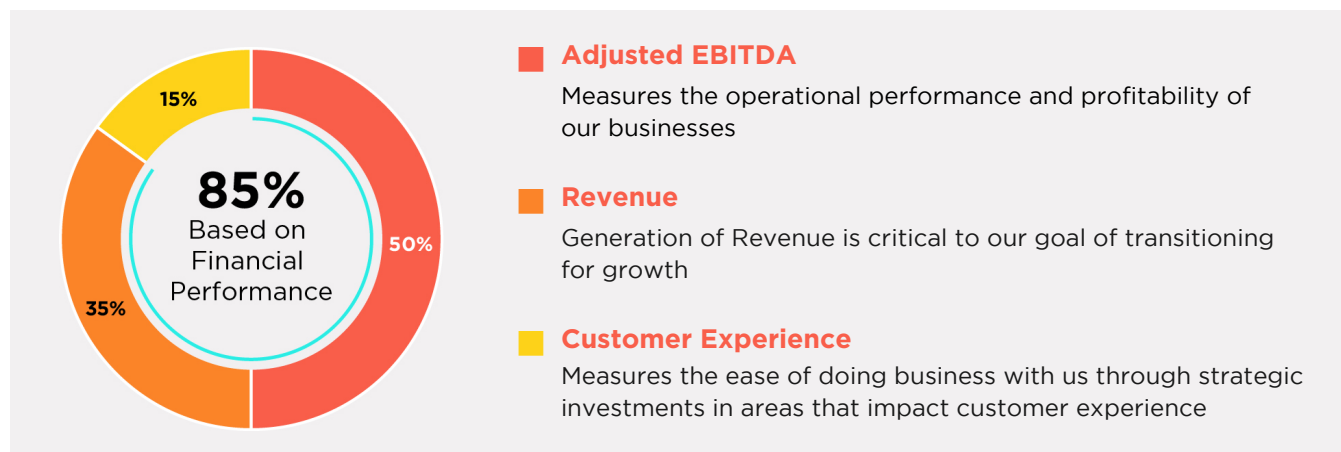 15%
85%
Based on
Financial
Performance
50%
35%
Adjusted EBITDA
Measures the operational performance and profitability of
our businesses
Revenue
Generation of Revenue is critical to our goal of transitioning
for growth
Customer Experience
Measures the ease of doing business with us through strategic
investments in areas that impact customer experience